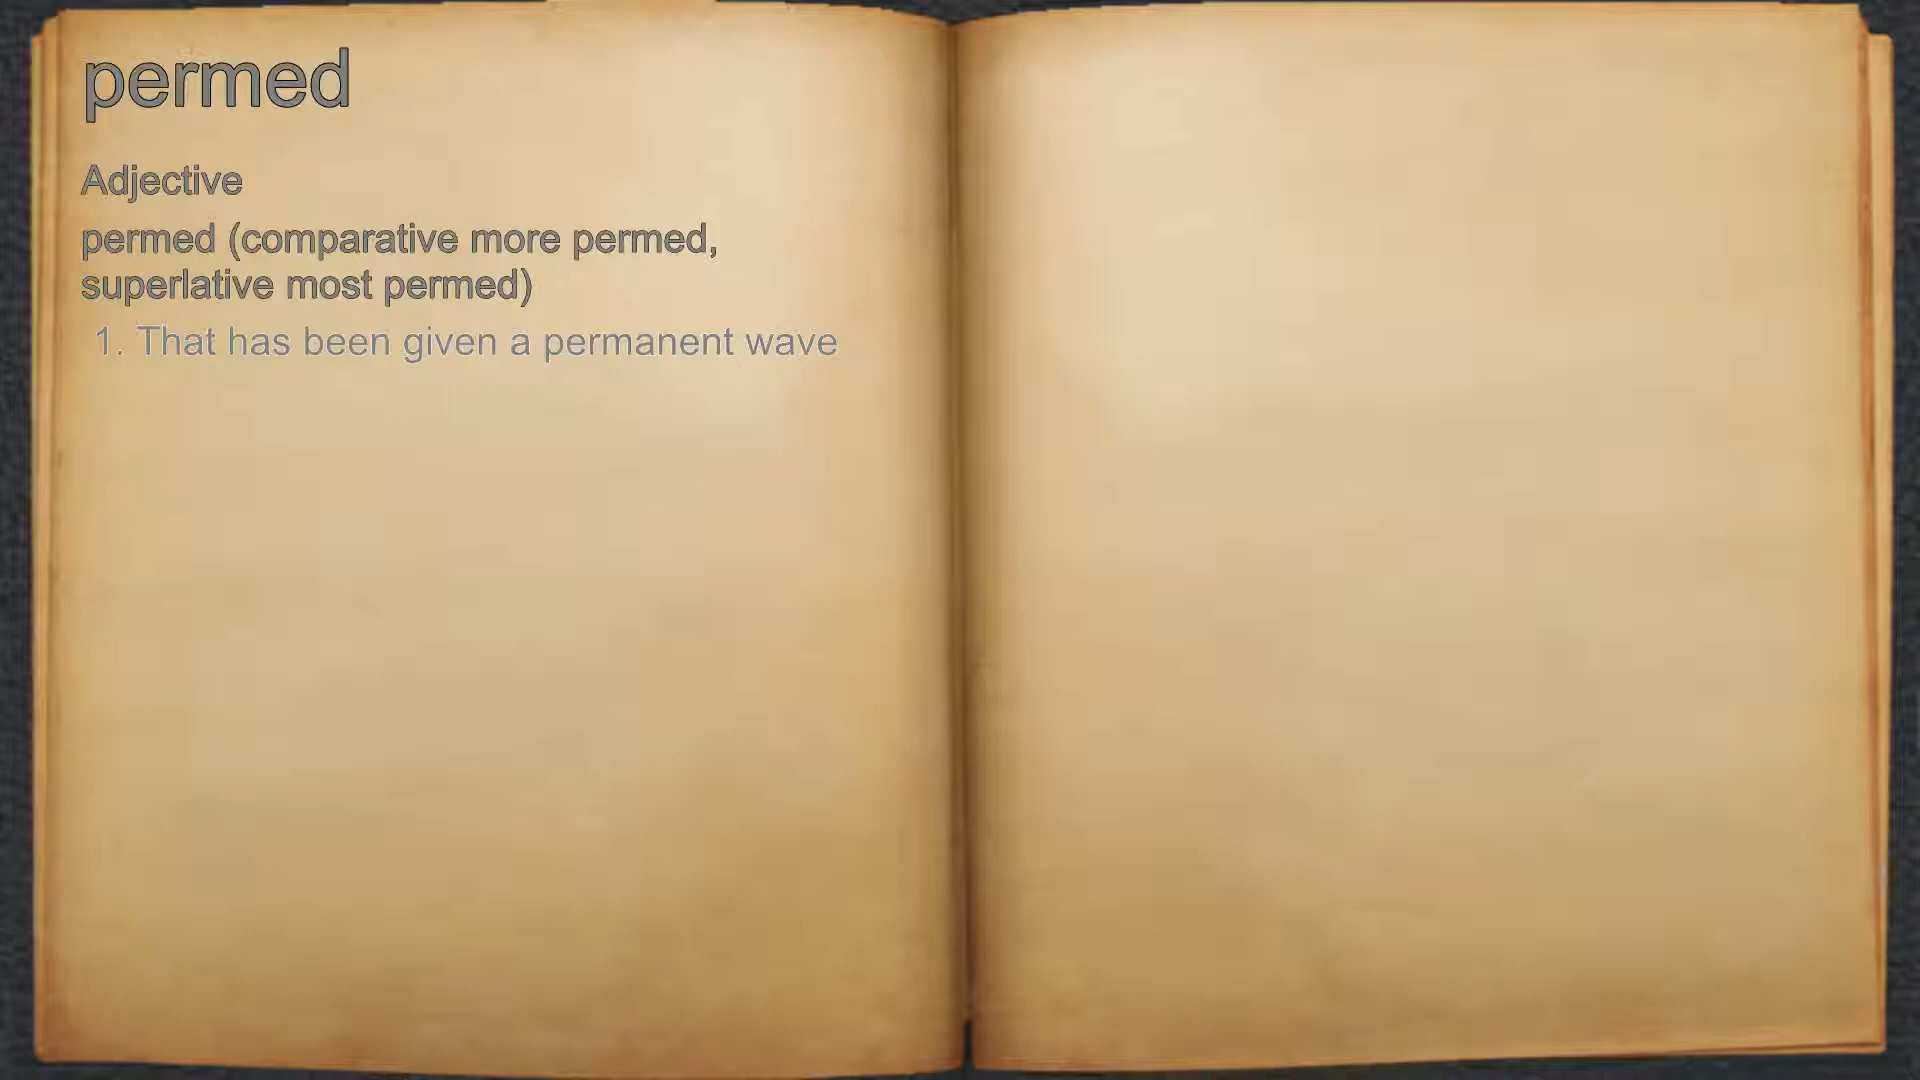 permed
Adjective
permed (comparative more permed,
superlative most permed)
1. That has been given a permanent wave